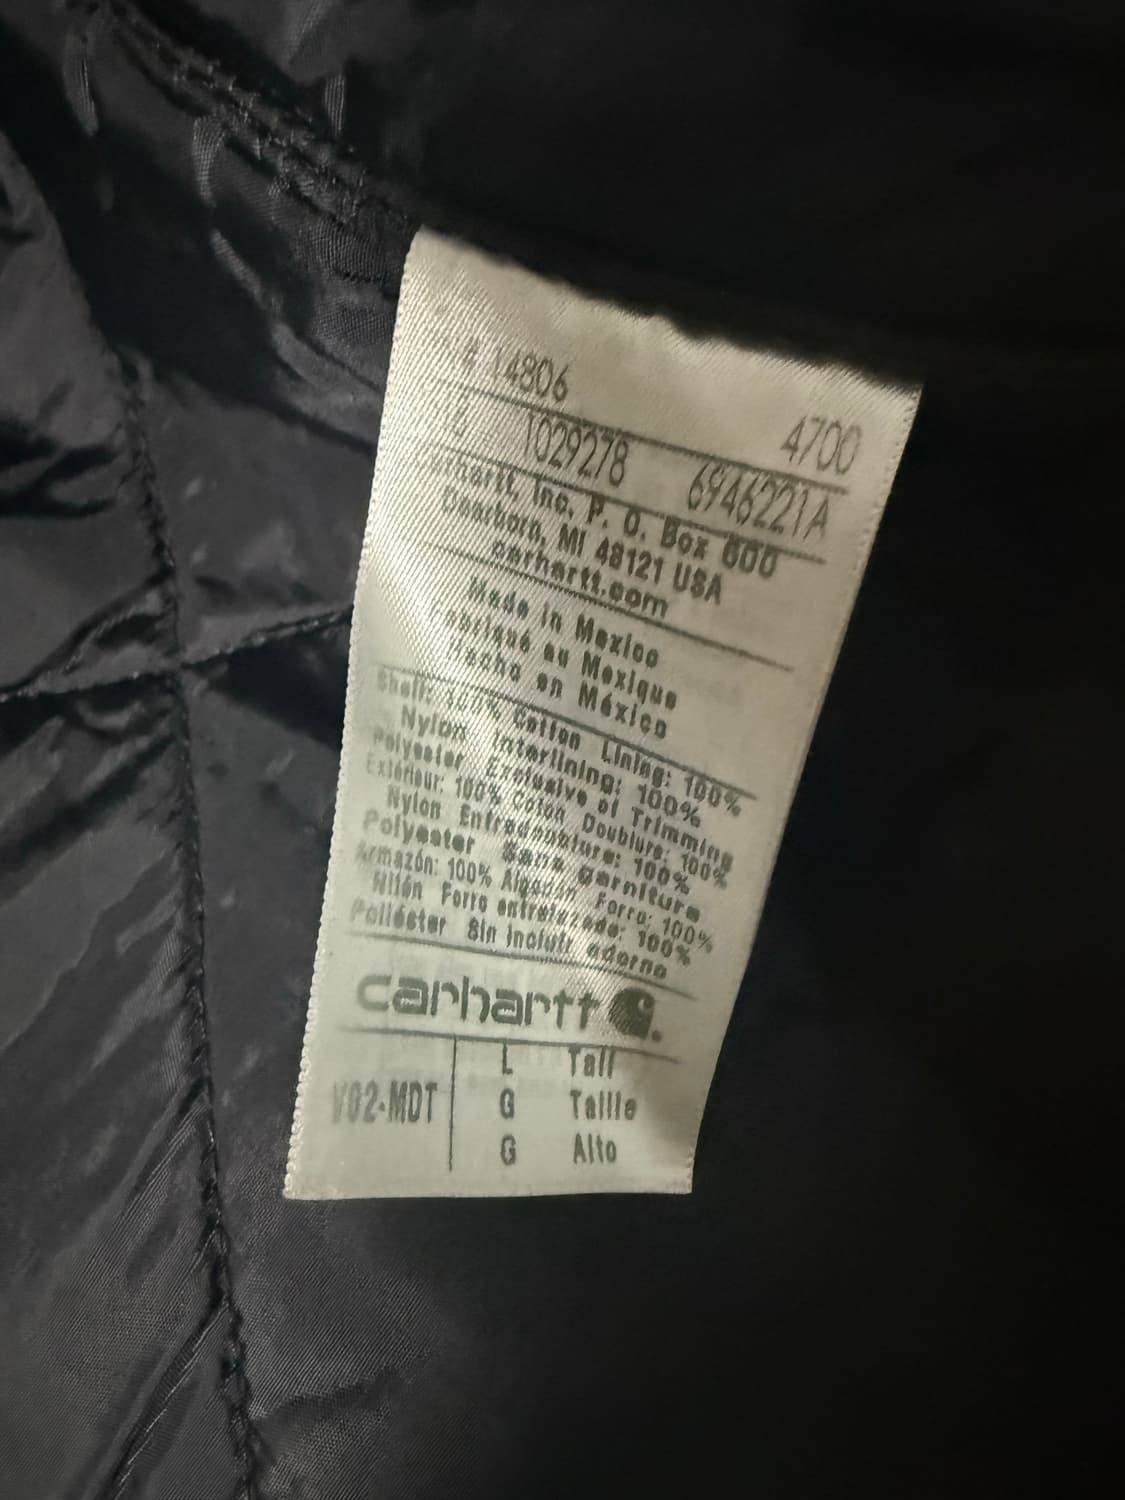 # 14806 4700
1029278 6946221A
Carhartt, Inc. P. O. Box 600
Dearborn, MI 48121 USA
carhartt.com
Made in Mexico
Fabriqué au Mexique
Hecho en México
Shell: 100% Cotton Lining: 100%
Nylon Interlining: 100%
Polyester Exclusive of Trimming
Extérieur: 100% Coton Doublure: 100%
Nylon Entredoublure: 100%
Polyester Sans garniture
Armazón: 100% Algodón Forro: 100%
Nilón Forro entretejado: 100%
Poliéster Sin incluir adorno
carhartt
L Tall
V02-MDT G Taille
G Alto